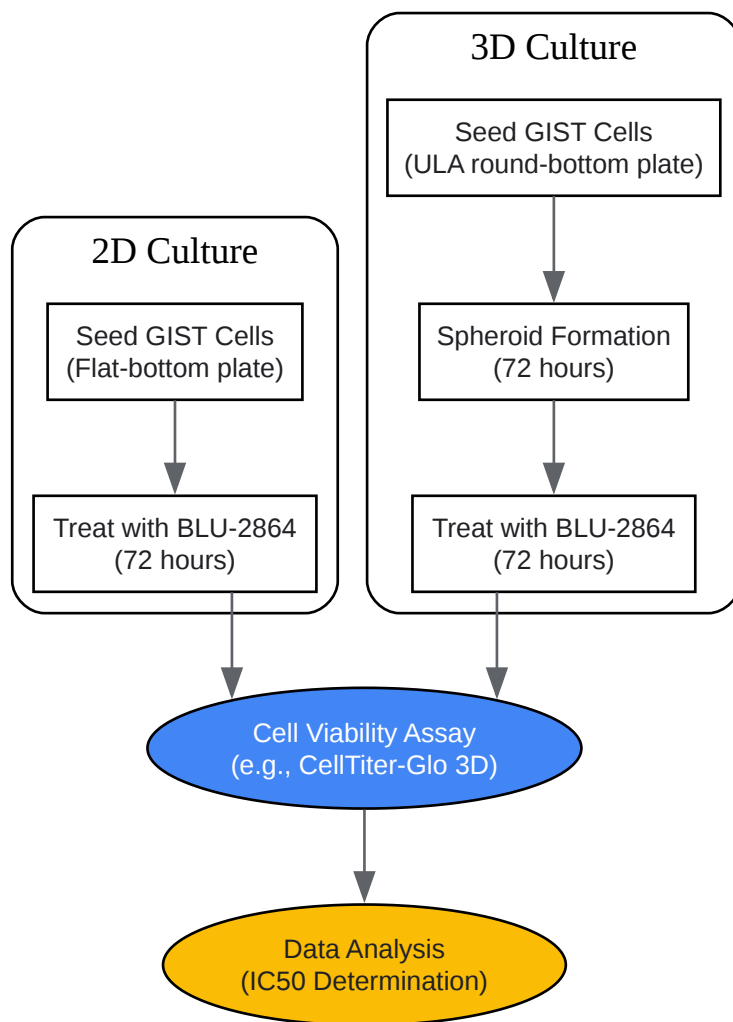 2D Culture
Seed GIST Cells
(Flat-bottom plate)
Treat with BLU-2864
(72 hours)
3D Culture
Seed GIST Cells
(ULA round-bottom plate)
Spheroid Formation
(72 hours)
Treat with BLU-2864
(72 hours)
Cell Viability Assay
(e.g., CellTiter-Glo 3D)
Data Analysis
(IC50 Determination)